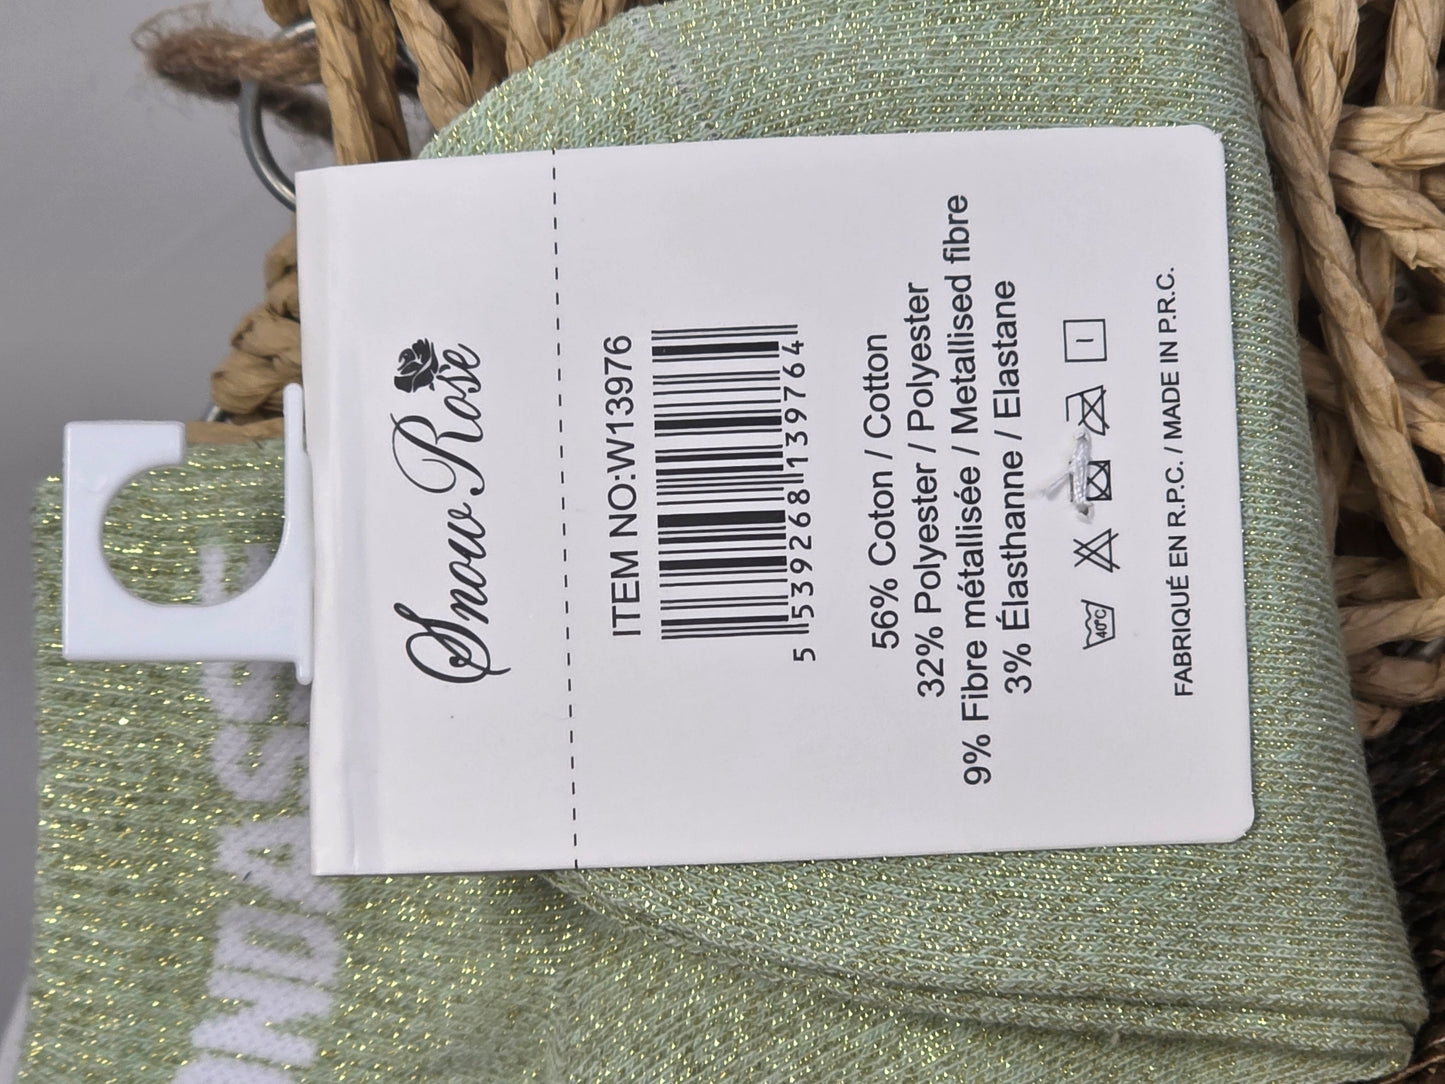 Snow Rose
ITEM NO:W13976
5 539268 139764
56% Coton / Cotton
32% Polyester / Polyester
9% Fibre métallisée / Metallised fibre
3% Élasthanne / Elastane
40°C
FABRIQUÉ EN R.P.C. / MADE IN P.R.C.